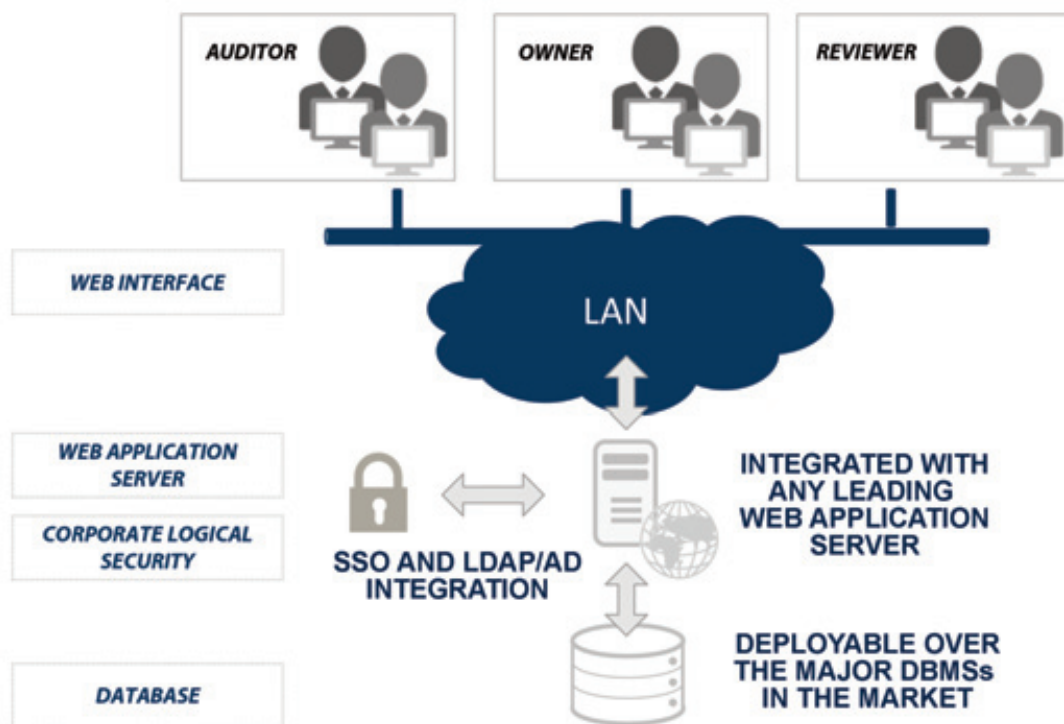 AUDITOR
OWNER
REVIEWER
WEB INTERFACE
LAN
WEB APPLICATION
SERVER
CORPORATE LOGICAL
SECURITY
SSO AND LDAP/AD
INTEGRATION
INTEGRATED WITH
ANY LEADING
WEB APPLICATION
SERVER
DATABASE
DEPLOYABLE OVER
THE MAJOR DBMSs
IN THE MARKET